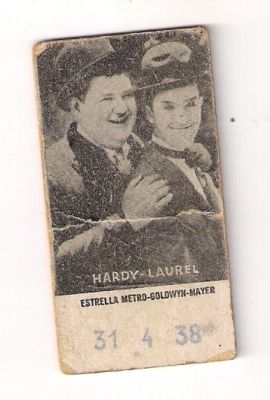 HARDY-LAUREL
ESTRELLA METRO-GOLDWYN-MAYER
31 4 38